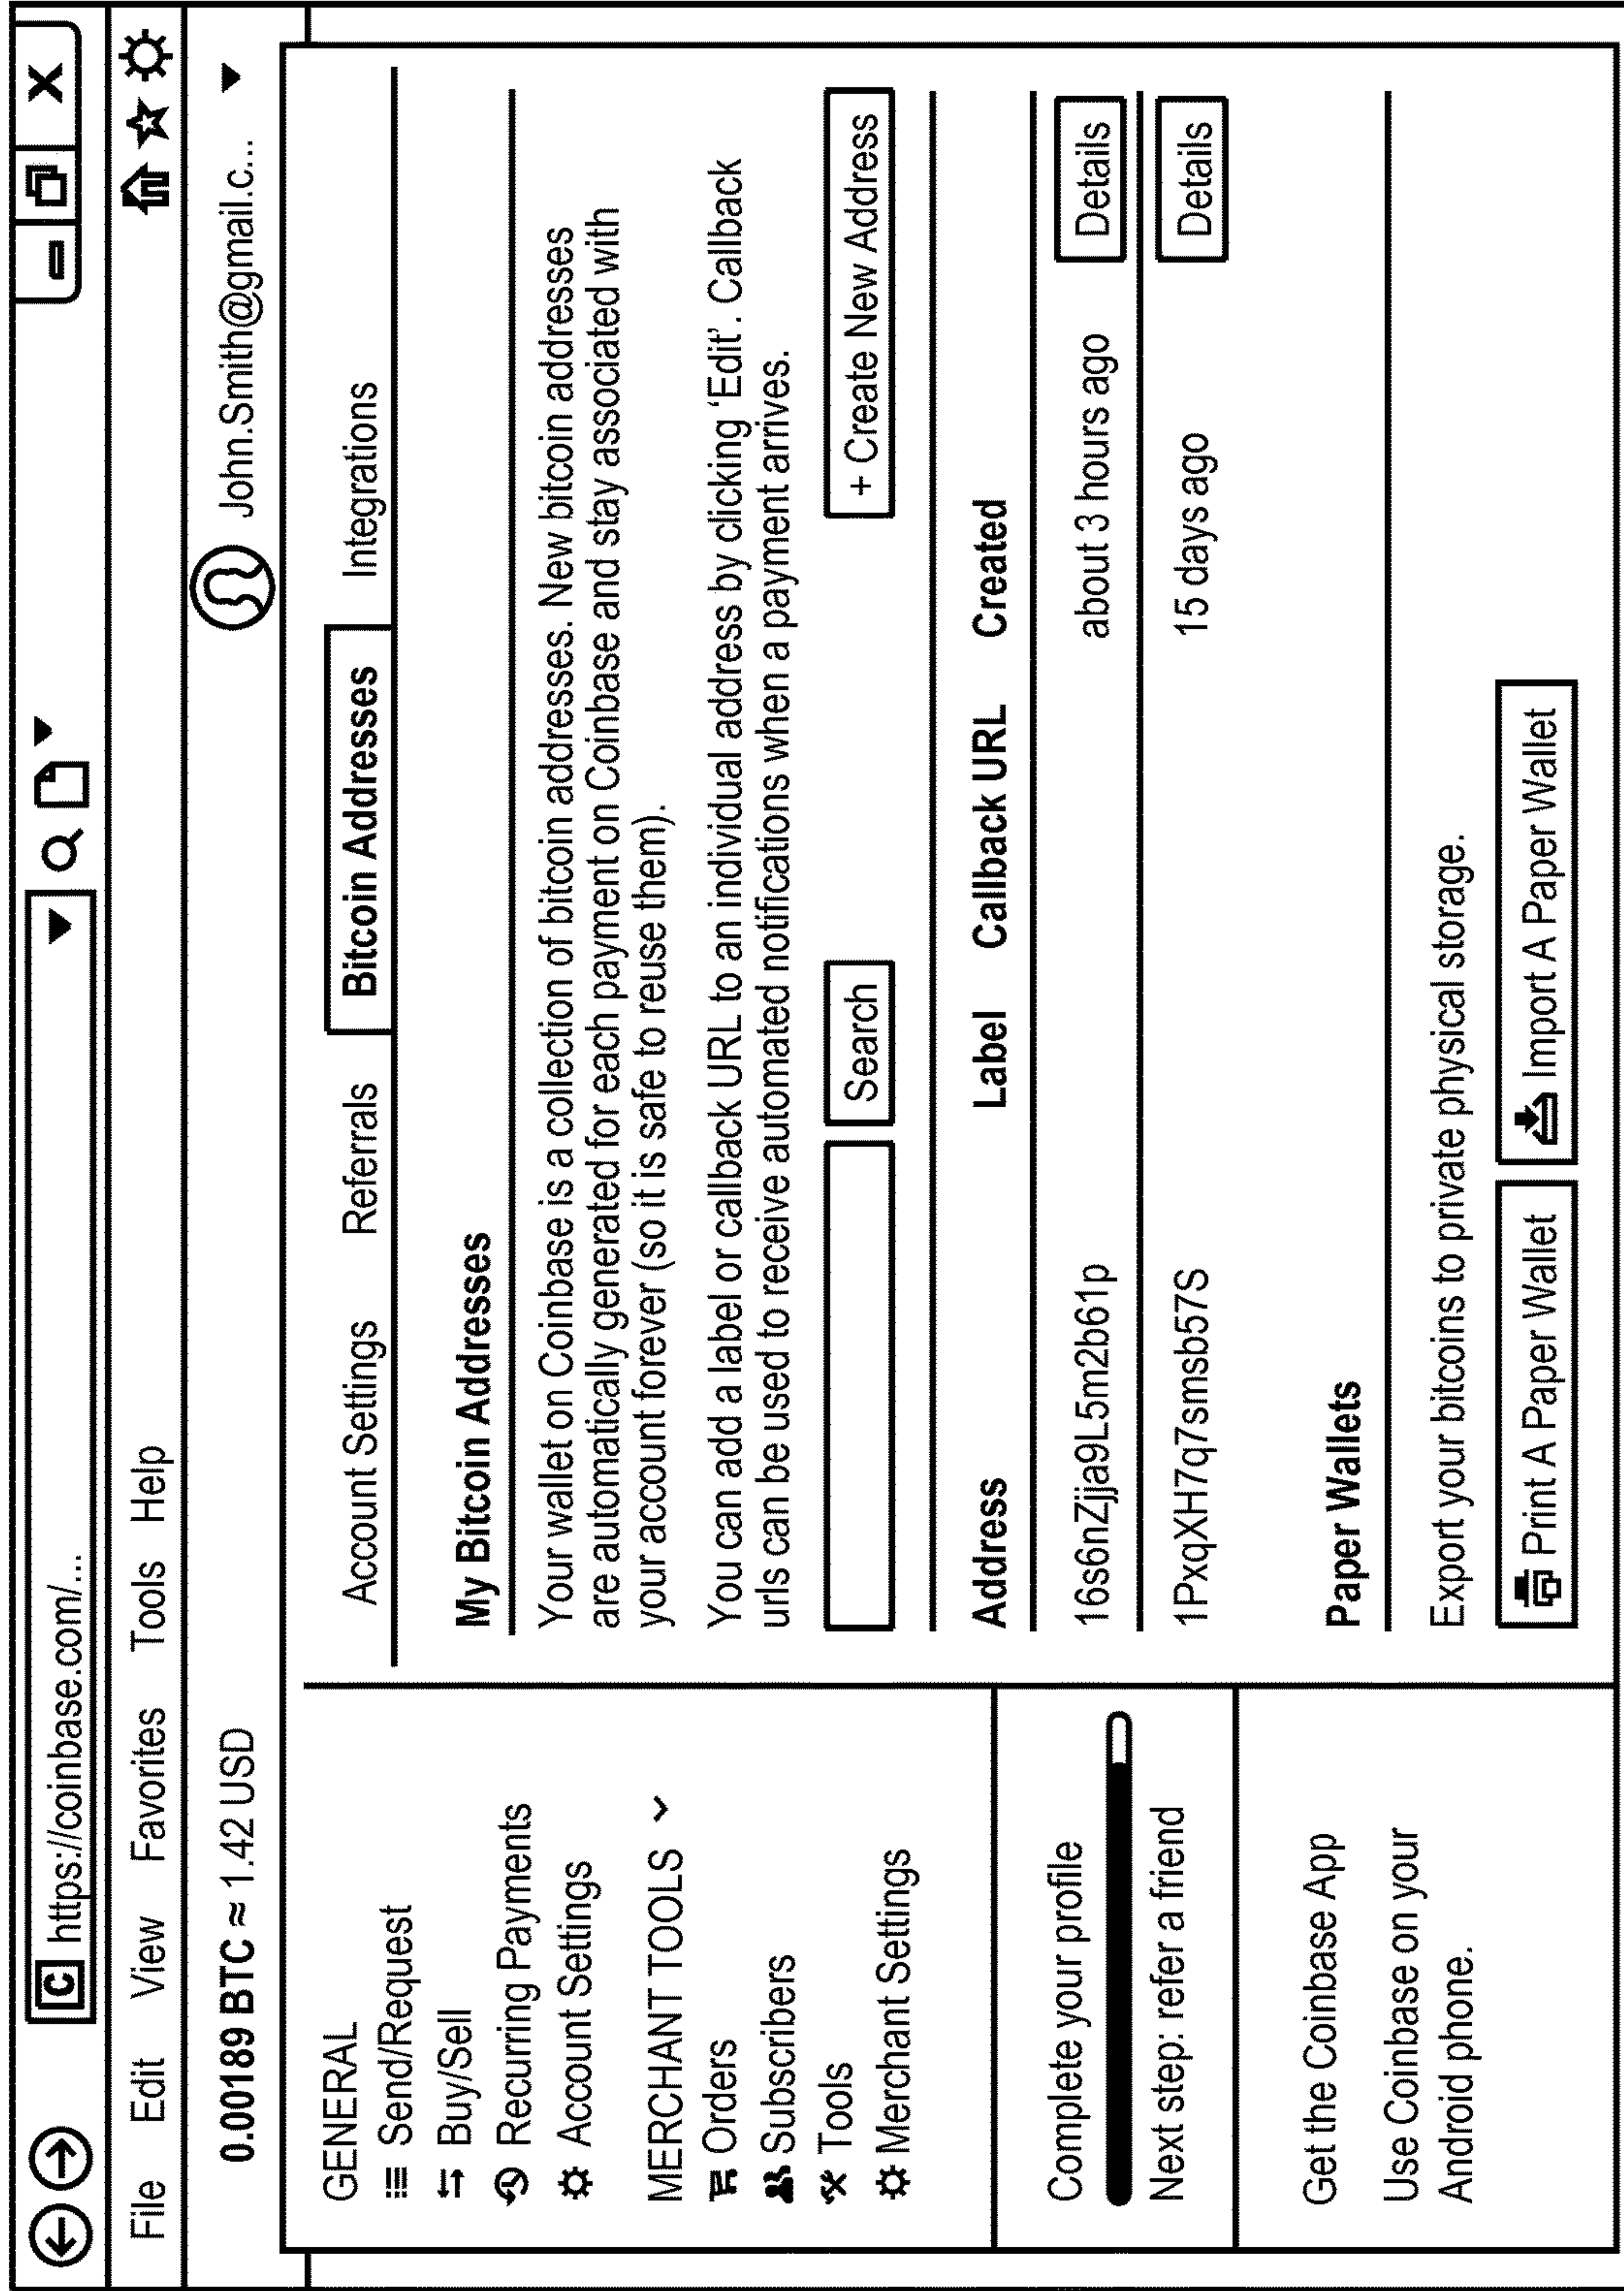 C https://coinbase.com/...
X
File Edit View Favorites Tools Help
0.00189 BTC ≈ 1.42 USD
John.Smith@gmail.c...
GENERAL
Send/Request
Buy/Sell
Recurring Payments
Account Settings
MERCHANT TOOLS
Orders
Subscribers
Tools
Merchant Settings
Complete your profile
Next step: refer a friend
Get the Coinbase App
Use Coinbase on your
Android phone.
Account Settings Referrals Bitcoin Addresses Integrations
My Bitcoin Addresses
Your wallet on Coinbase is a collection of bitcoin addresses. New bitcoin addresses
are automatically generated for each payment on Coinbase and stay associated with
your account forever (so it is safe to reuse them).
You can add a label or callback URL to an individual address by clicking ‘Edit’. Callback
urls can be used to receive automated notifications when a payment arrives.
Search + Create New Address
Address Label Callback URL Created
16s6nZjja9L5m2b61p about 3 hours ago Details
1PxqXH7q7smsb57S 15 days ago Details
Paper Wallets
Export your bitcoins to private physical storage.
Print A Paper Wallet Import A Paper Wallet